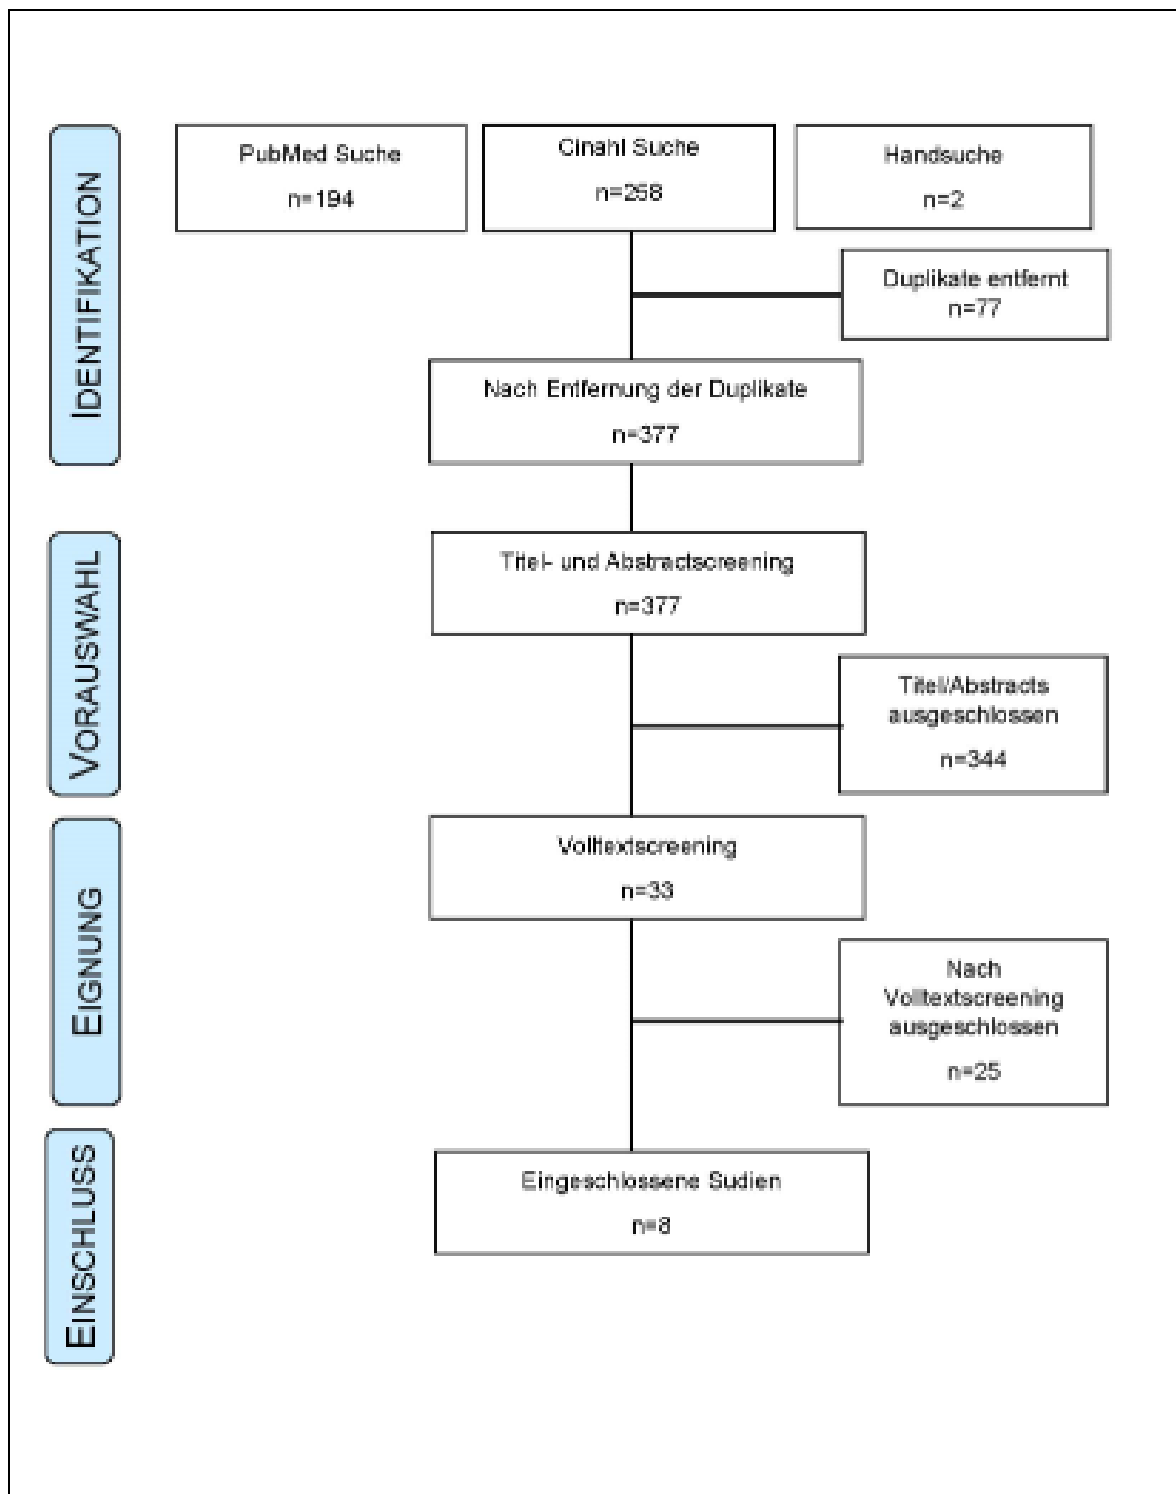 IDENTIFIKATION
PubMed Suche
n=194
Cinahl Suche
n=258
Handsuche
n=2
Duplikate entfernt
n=77
Nach Entfernung der Duplikate
n=377
VORAUSWAHL
Titel- und Abstractscreening
n=377
Titel/Abstracts
ausgeschlossen
n=344
EIGNUNG
Volltextscreening
n=33
Nach
Volltextscreening
ausgeschlossen
n=25
EINSCHLUSS
Eingeschlossene Sudien
n=8